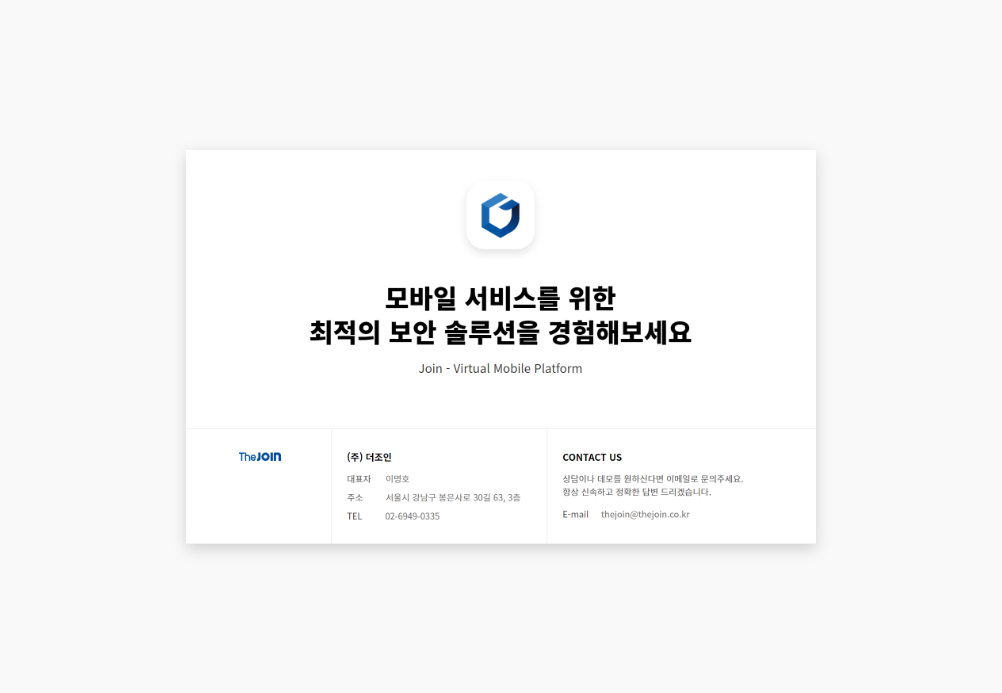 모바일 서비스를 위한
최적의 보안 솔루션을 경험해보세요
Join - Virtual Mobile Platform
TheJOIN
(주) 더조인
대표자 이명호
주소 서울시 강남구 봉은사로 30길 63, 3층
TEL 02-6949-0335
CONTACT US
상담이나 데모를 원하신다면 이메일로 문의주세요.
항상 신속하고 정확한 답변 드리겠습니다.
E-mail thejoin@thejoin.co.kr